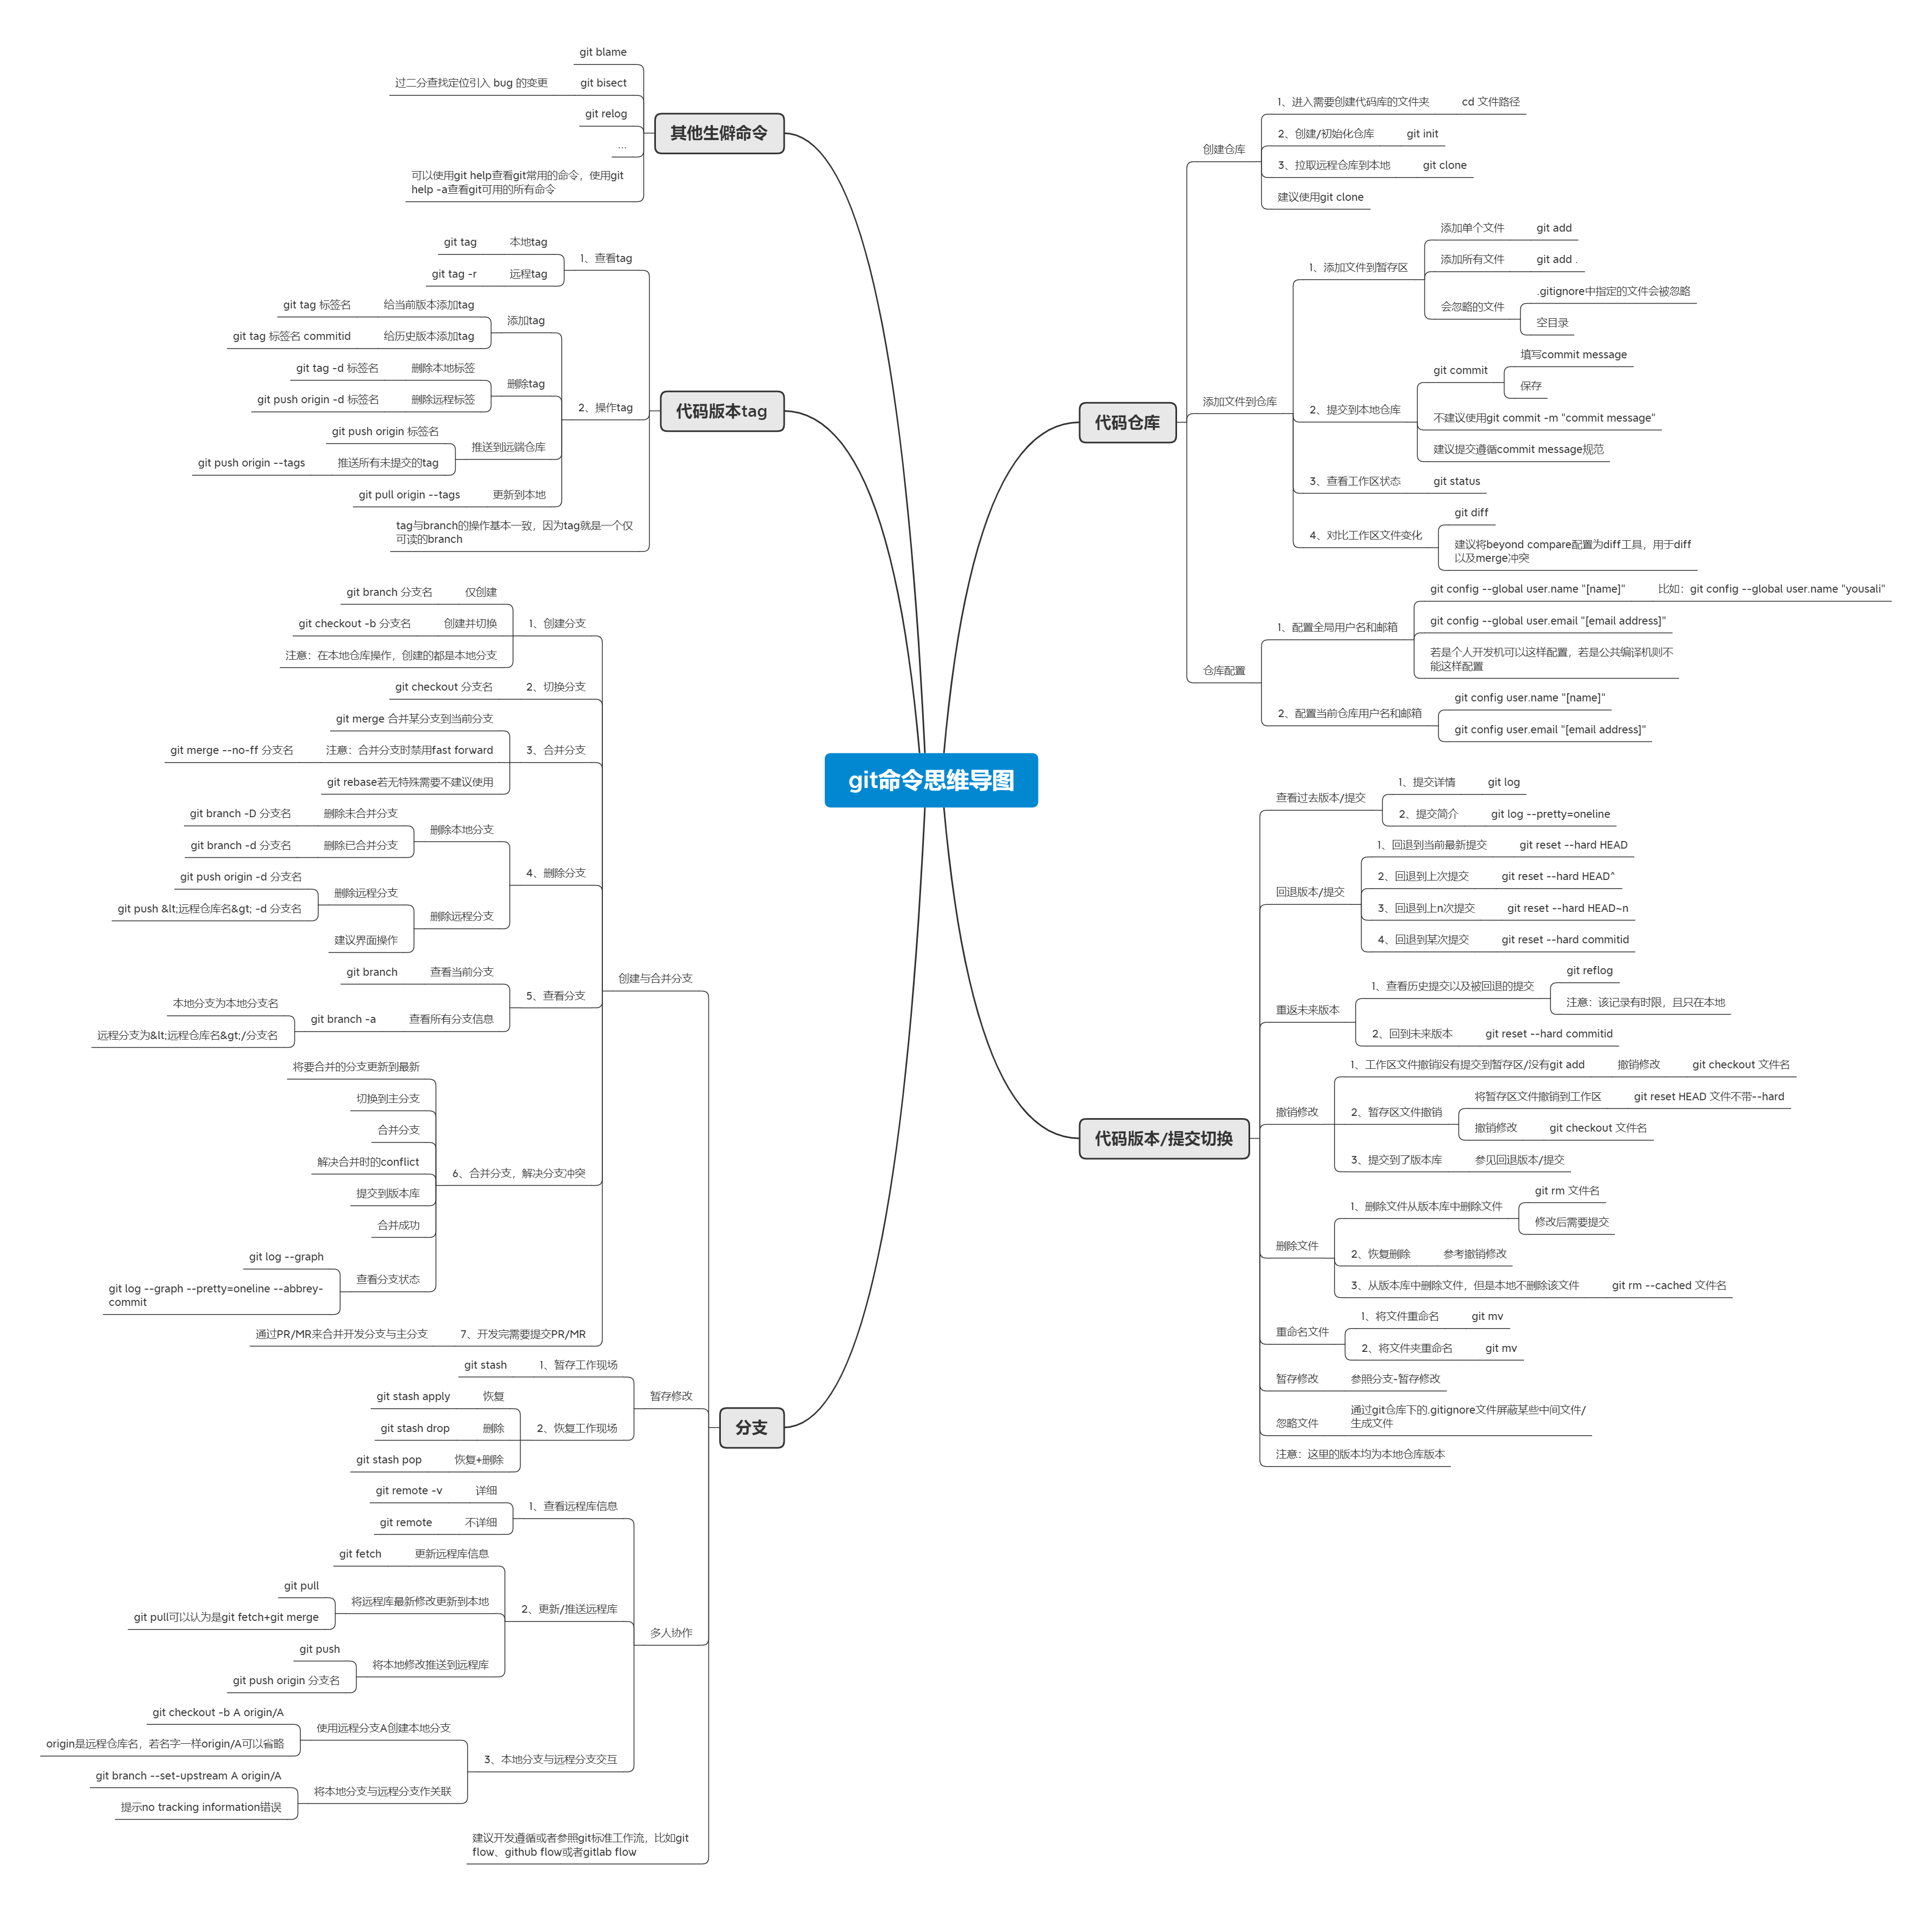 git命令思维导图
代码仓库
创建仓库
1、进入需要创建代码库的文件夹
cd 文件路径
2、创建/初始化仓库
git init
3、拉取远程仓库到本地
git clone
建议使用git clone
添加文件到仓库
1、添加文件到暂存区
添加单个文件
git add
添加所有文件
git add .
会忽略的文件
.gitignore中指定的文件会被忽略
空目录
2、提交到本地仓库
git commit
填写commit message
保存
不建议使用git commit -m "commit message"
建议提交遵循commit message规范
3、查看工作区状态
git status
4、对比工作区文件变化
git diff
建议将beyond compare配置为diff工具，用于diff
以及merge冲突
仓库配置
1、配置全局用户名和邮箱
git config --global user.name "[name]"
比如：git config --global user.name "yousali"
git config --global user.email "[email address]"
若是个人开发机可以这样配置，若是公共编译机则不
能这样配置
2、配置当前仓库用户名和邮箱
git config user.name "[name]"
git config user.email "[email address]"
代码版本/提交切换
查看过去版本/提交
1、提交详情
git log
2、提交简介
git log --pretty=oneline
回退版本/提交
1、回退到当前最新提交
git reset --hard HEAD
2、回退到上次提交
git reset --hard HEAD^
3、回退到上n次提交
git reset --hard HEAD~n
4、回退到某次提交
git reset --hard commitid
重返未来版本
1、查看历史提交以及被回退的提交
git reflog
注意：该记录有时限，且只在本地
2、回到未来版本
git reset --hard commitid
撤销修改
1、工作区文件撤销没有提交到暂存区/没有git add
撤销修改
git checkout 文件名
2、暂存区文件撤销
将暂存区文件撤销到工作区
git reset HEAD 文件不带--hard
撤销修改
git checkout 文件名
3、提交到了版本库
参见回退版本/提交
删除文件
1、删除文件从版本库中删除文件
git rm 文件名
修改后需要提交
2、恢复删除
参考撤销修改
3、从版本库中删除文件，但是本地不删除该文件
git rm --cached 文件名
重命名文件
1、将文件重命名
git mv
2、将文件夹重命名
git mv
暂存修改
参照分支-暂存修改
忽略文件
通过git仓库下的.gitignore文件屏蔽某些中间文件/
生成文件
注意：这里的版本均为本地仓库版本
其他生僻命令
git blame
git bisect
过二分查找定位引入 bug 的变更
git relog
...
可以使用git help查看git常用的命令，使用git
help -a查看git可用的所有命令
代码版本tag
1、查看tag
本地tag
git tag
远程tag
git tag -r
2、操作tag
添加tag
给当前版本添加tag
git tag 标签名
给历史版本添加tag
git tag 标签名 commitid
删除tag
删除本地标签
git tag -d 标签名
删除远程标签
git push origin -d 标签名
推送到远端仓库
git push origin 标签名
推送所有未提交的tag
git push origin --tags
更新到本地
git pull origin --tags
tag与branch的操作基本一致，因为tag就是一个仅
可读的branch
分支
创建与合并分支
1、创建分支
仅创建
git branch 分支名
创建并切换
git checkout -b 分支名
注意：在本地仓库操作，创建的都是本地分支
2、切换分支
git checkout 分支名
3、合并分支
git merge 合并某分支到当前分支
注意：合并分支时禁用fast forward
git merge --no-ff 分支名
git rebase若无特殊需要不建议使用
4、删除分支
删除本地分支
删除未合并分支
git branch -D 分支名
删除已合并分支
git branch -d 分支名
删除远程分支
删除远程分支
git push origin -d 分支名
git push &lt;远程仓库名&gt; -d 分支名
建议界面操作
5、查看分支
查看当前分支
git branch
查看所有分支信息
git branch -a
本地分支为本地分支名
远程分支为&lt;远程仓库名&gt;/分支名
6、合并分支，解决分支冲突
将要合并的分支更新到最新
切换到主分支
合并分支
解决合并时的conflict
提交到版本库
合并成功
查看分支状态
git log --graph
git log --graph --pretty=oneline --abbrey-
commit
7、开发完需要提交PR/MR
通过PR/MR来合并开发分支与主分支
暂存修改
1、暂存工作现场
git stash
2、恢复工作现场
恢复
git stash apply
删除
git stash drop
恢复+删除
git stash pop
多人协作
1、查看远程库信息
详细
git remote -v
不详细
git remote
2、更新/推送远程库
更新远程库信息
git fetch
将远程库最新修改更新到本地
git pull
git pull可以认为是git fetch+git merge
将本地修改推送到远程库
git push
git push origin 分支名
3、本地分支与远程分支交互
使用远程分支A创建本地分支
git checkout -b A origin/A
origin是远程仓库名，若名字一样origin/A可以省略
将本地分支与远程分支作关联
git branch --set-upstream A origin/A
提示no tracking information错误
建议开发遵循或者参照git标准工作流，比如git
flow、github flow或者gitlab flow